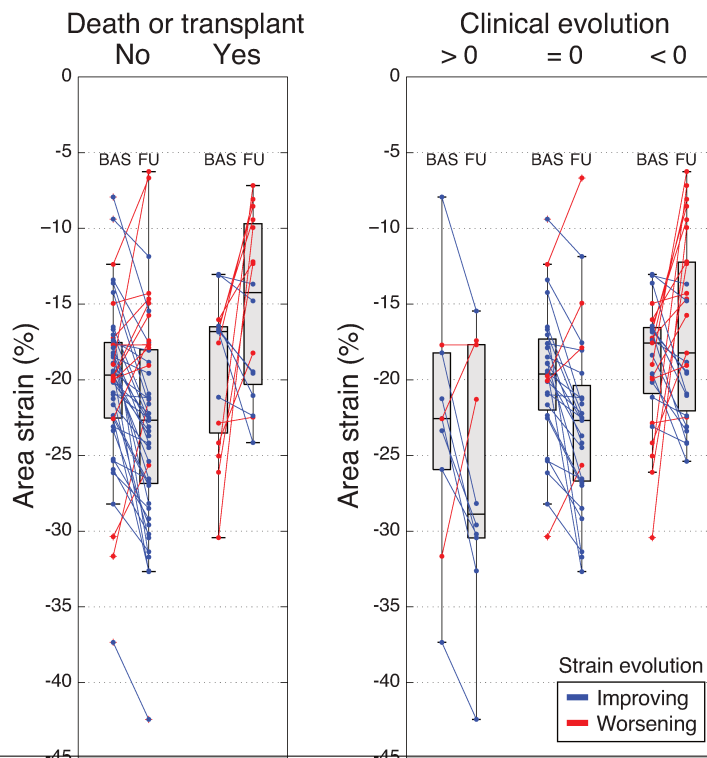 Death or transplant
No Yes
Clinical evolution
> 0 = 0 < 0
0
-5
-10
-15
-20
-25
-30
-35
-40
-45
Area strain (%)
BAS FU BAS FU
0
-5
-10
-15
-20
-25
-30
-35
-40
-45
Area strain (%)
BAS FU BAS FU BAS FU
Strain evolution
Improving
Worsening